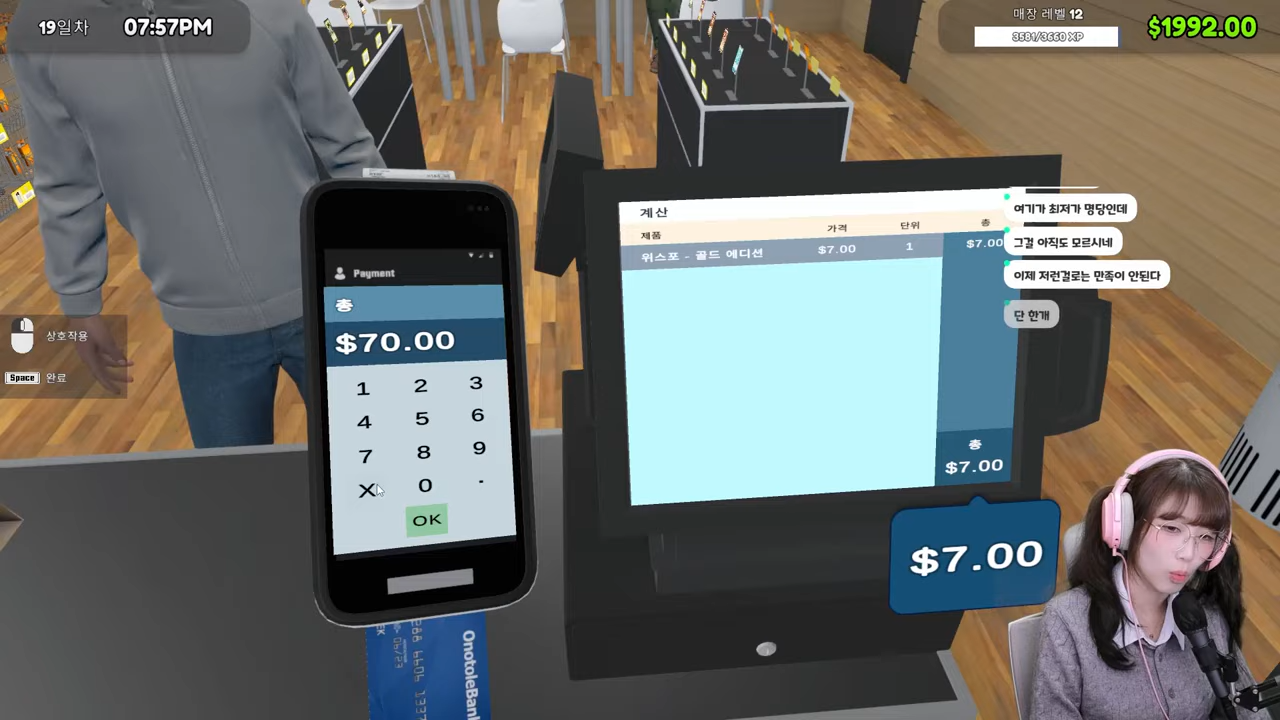 19일차 07:57PM
매장 레벨 12
3581/3660 XP
$1992.00
상호작용
Space 완료
Payment
총
$70.00
1 2 3
4 5 6
7 8 9
X 0 .
OK
계산
제품 가격 단위 총
위스포 - 골드 에디션 $7.00 1 $7.00
총
$7.00
$7.00
여기가 최저가 명당인데
그걸 아직도 모르시네
이제 저런걸로는 만족이 안된다
단 한개
OnotoleBank
06/23